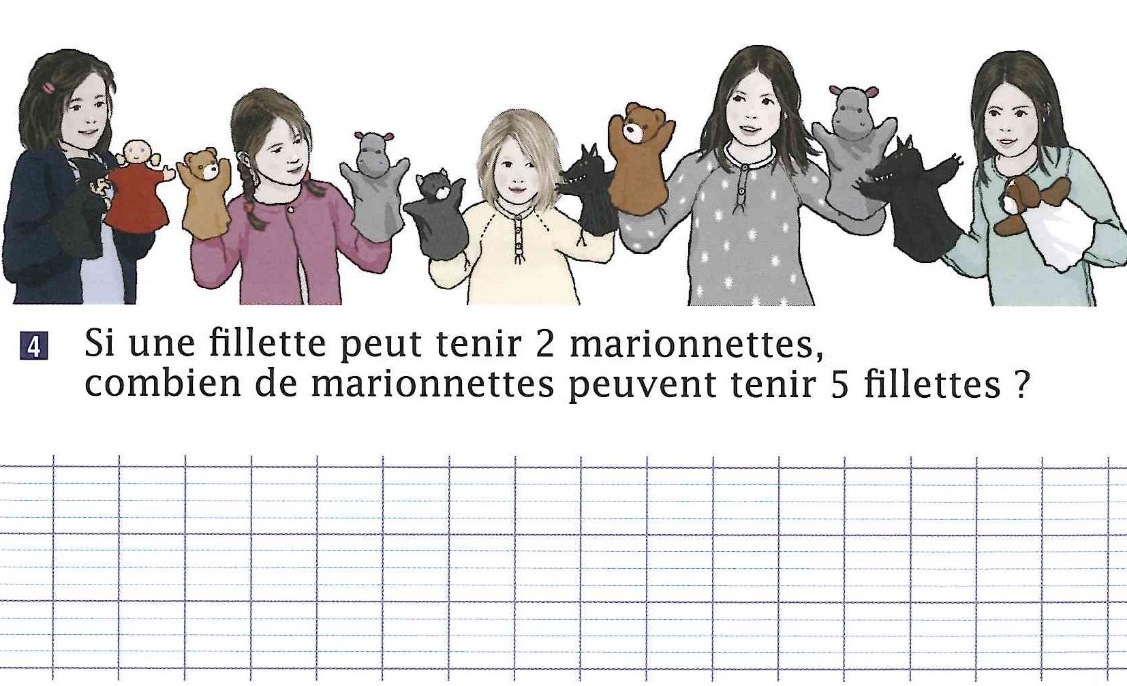 4 Si une fillette peut tenir 2 marionnettes,
combien de marionnettes peuvent tenir 5 fillettes ?